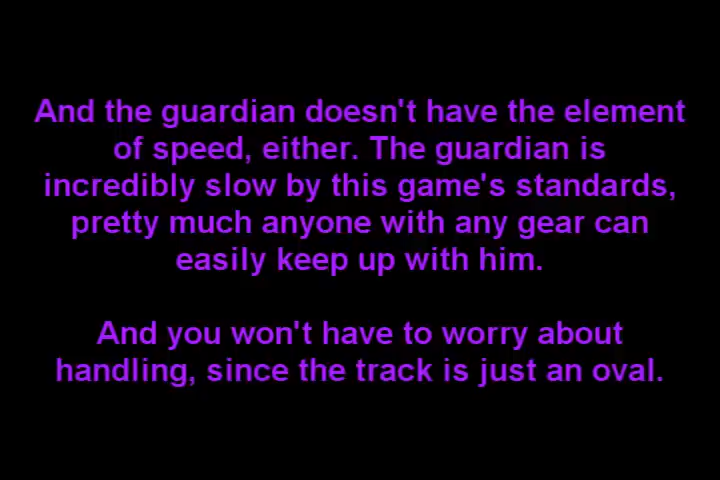 And the guardian doesn't have the element
of speed, either. The guardian is
incredibly slow by this game's standards,
pretty much anyone with any gear can
easily keep up with him.
And you won't have to worry about
handling, since the track is just an oval.